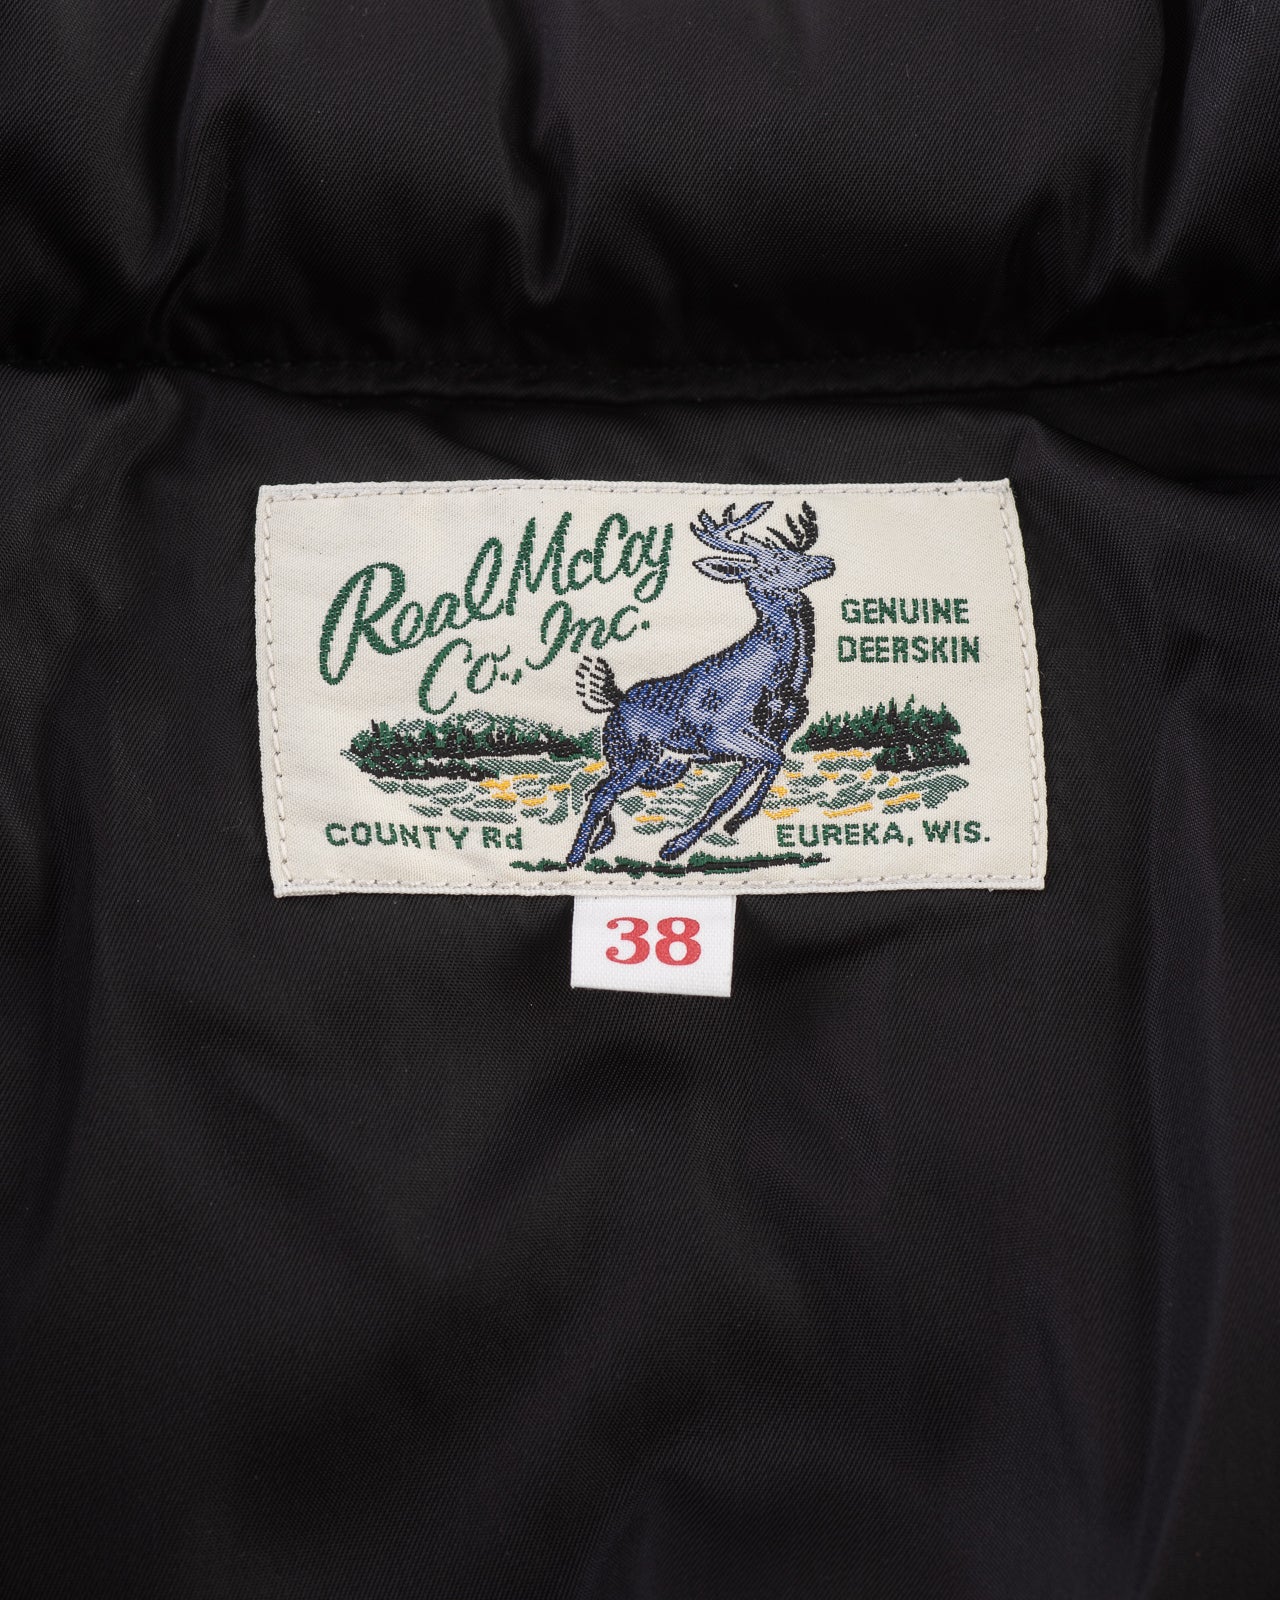 Real McCoy
Co., Inc.
GENUINE
DEERSKIN
COUNTY Rd
EUREKA, WIS.
38